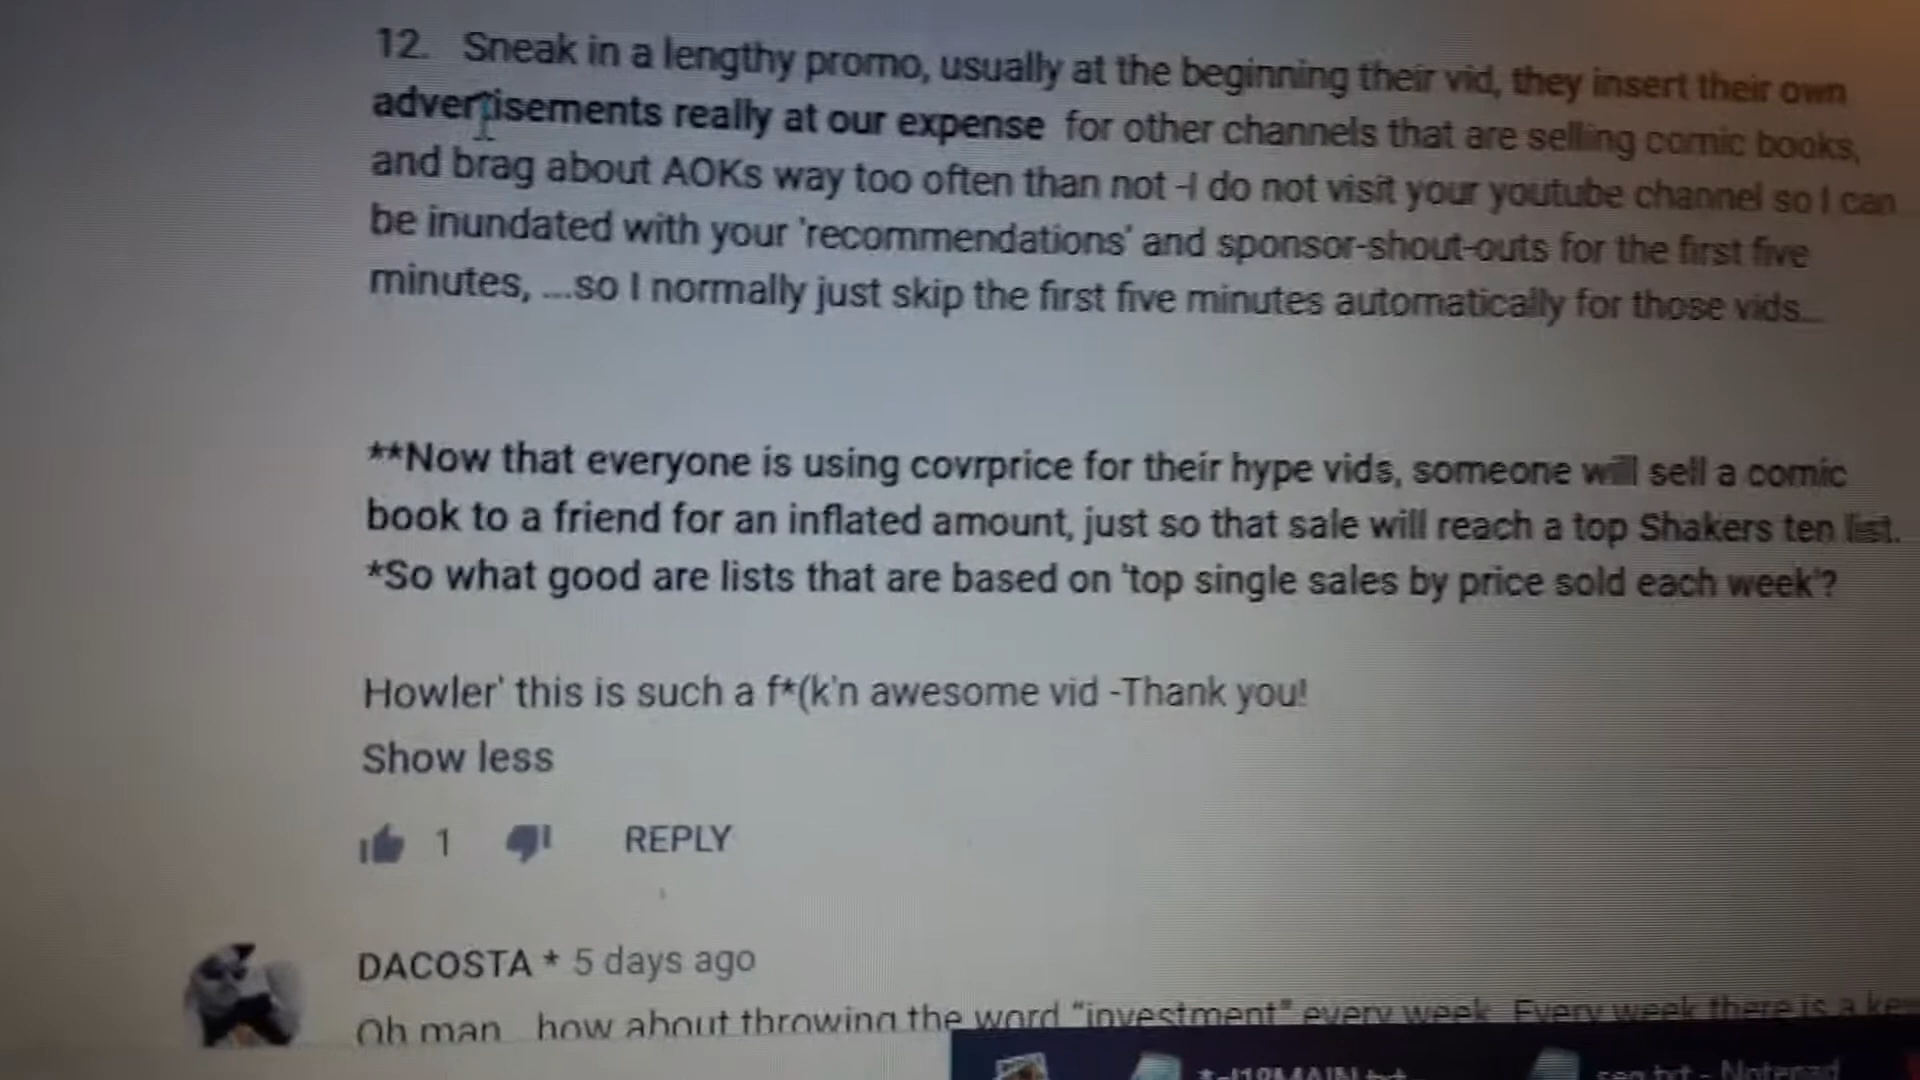 12. Sneak in a lengthy promo, usually at the beginning their vid, they insert their own
advertisements really at our expense for other channels that are selling comic books,
and brag about AOKs way too often than not -I do not visit your youtube channel so I can
be inundated with your 'recommendations' and sponsor-shout-outs for the first five
minutes, ...so I normally just skip the first five minutes automatically for those vids...
**Now that everyone is using covrprice for their hype vids, someone will sell a comic
book to a friend for an inflated amount, just so that sale will reach a top Shakers ten list.
*So what good are lists that are based on 'top single sales by price sold each week'?
Howler' this is such a f*(k'n awesome vid -Thank you!
Show less
1 REPLY
DACOSTA * 5 days ago
Oh man how about throwing the word "investment" every week Every week there is a
- Notepad